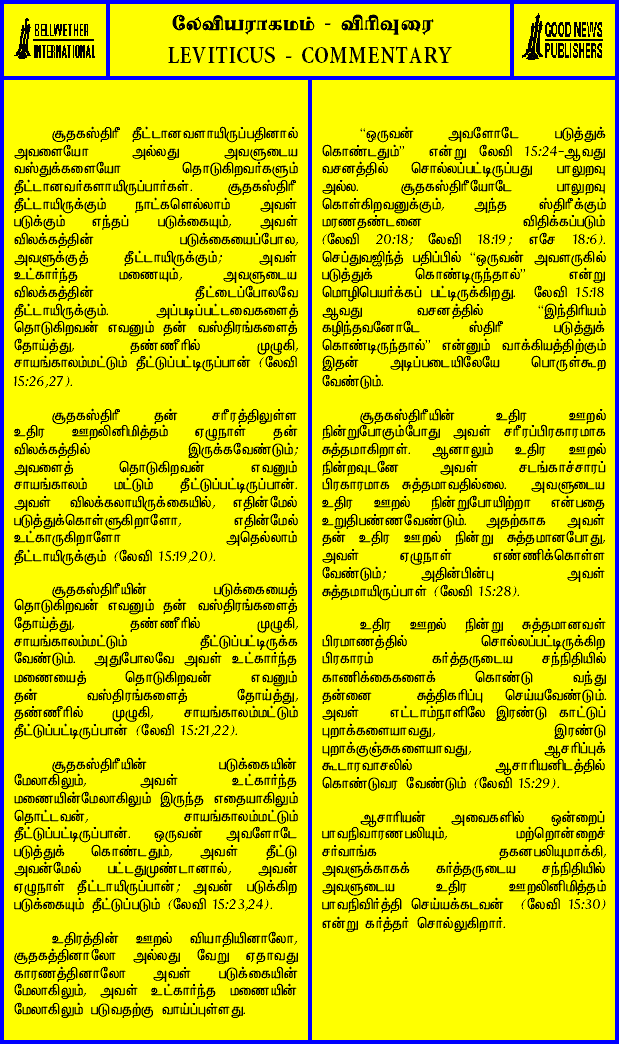 BELLWETHER
INTERNATIONAL
லேவியராகமம் - விரிவுரை
LEVITICUS - COMMENTARY
GOOD NEWS
PUBLISHERS
சூதகஸ்திரீ தீட்டானவளாயிருப்பதினால்
அவளையோ அல்லது அவளுடைய
வஸ்துக்களையோ தொடுகிறவர்களும்
தீட்டானவர்களாயிருப்பார்கள். சூதகஸ்திரீ
தீட்டாயிருக்கும் நாட்களெல்லாம் அவள்
படுக்கும் எந்தப் படுக்கையும், அவள்
விலக்கத்தின் படுக்கையைப்போல,
அவளுக்குத் தீட்டாயிருக்கும்; அவள்
உட்கார்ந்த மணையும், அவளுடைய
விலக்கத்தின் தீட்டைப்போலவே
தீட்டாயிருக்கும். அப்படிப்பட்டவைகளைத்
தொடுகிறவன் எவனும் தன் வஸ்திரங்களைத்
தோய்த்து, தண்ணீரில் முழுகி,
சாயங்காலம்மட்டும் தீட்டுப்பட்டிருப்பான் (லேவி
15:26,27).
சூதகஸ்திரீ தன் சரீரத்திலுள்ள
உதிர ஊறலினிமித்தம் ஏழுநாள் தன்
விலக்கத்தில் இருக்கவேண்டும்;
அவளைத் தொடுகிறவன் எவனும்
சாயங்காலம் மட்டும் தீட்டுப்பட்டிருப்பான்.
அவள் விலக்கலாயிருக்கையில், எதின்மேல்
படுத்துக்கொள்ளுகிறாளோ, எதின்மேல்
உட்காருகிறாளோ அதெல்லாம்
தீட்டாயிருக்கும் (லேவி 15:19,20).
சூதகஸ்திரீயின் படுக்கையைத்
தொடுகிறவன் எவனும் தன் வஸ்திரங்களைத்
தோய்த்து, தண்ணீரில் முழுகி,
சாயங்காலம்மட்டும் தீட்டுப்பட்டிருக்க
வேண்டும். அதுபோலவே அவள் உட்கார்ந்த
மணையைத் தொடுகிறவன் எவனும்
தன் வஸ்திரங்களைத் தோய்த்து,
தண்ணீரில் முழுகி, சாயங்காலம்மட்டும்
தீட்டுப்பட்டிருப்பான் (லேவி 15:21,22).
சூதகஸ்திரீயின் படுக்கையின்
மேலாகிலும், அவள் உட்கார்ந்த
மணையின்மேலாகிலும் இருந்த எதையாகிலும்
தொட்டவன், சாயங்காலம்மட்டும்
தீட்டுப்பட்டிருப்பான். ஒருவன் அவளோடே
படுத்துக் கொண்டதும், அவள் தீட்டு
அவன்மேல் பட்டதுமுண்டானால், அவன்
ஏழுநாள் தீட்டாயிருப்பான்; அவன் படுக்கிற
படுக்கையும் தீட்டுப்படும் (லேவி 15:23,24).
உதிரத்தின் ஊறல் வியாதியினாலோ,
சூதகத்தினாலோ அல்லது வேறு ஏதாவது
காரணத்தினாலோ அவள் படுக்கையின்
மேலாகிலும், அவள் உட்கார்ந்த மணையின்
மேலாகிலும் படுவதற்கு வாய்ப்புள்ளது.
"ஒருவன் அவளோடே படுத்துக்
கொண்டதும்" என்று லேவி 15:24-ஆவது
வசனத்தில் சொல்லப்பட்டிருப்பது பாலுறவு
அல்ல. சூதகஸ்திரீயோடே பாலுறவு
கொள்கிறவனுக்கும், அந்த ஸ்திரீக்கும்
மரணதண்டனை விதிக்கப்படும்
(லேவி 20:18; லேவி 18:19; எசே 18:6).
செப்துவஜிந்த் பதிப்பில் "ஒருவன் அவளருகில்
படுத்துக் கொண்டிருந்தால்" என்று
மொழிபெயர்க்கப் பட்டிருக்கிறது. லேவி 15:18
ஆவது வசனத்தில் "இந்திரியம்
கழிந்தவனோடே ஸ்திரீ படுத்துக்
கொண்டிருந்தால்" என்னும் வாக்கியத்திற்கும்
இதன் அடிப்படையிலேயே பொருள்கூற
வேண்டும்.
சூதகஸ்திரீயின் உதிர ஊறல்
நின்றுபோகும்போது அவள் சரீரப்பிரகாரமாக
சுத்தமாகிறாள். ஆனாலும் உதிர ஊறல்
நின்றவுடனே அவள் சடங்காச்சாரப்
பிரகாரமாக சுத்தமாவதில்லை. அவளுடைய
உதிர ஊறல் நின்றுபோயிற்றா என்பதை
உறுதிபண்ணவேண்டும். அதற்காக அவள்
தன் உதிர ஊறல் நின்று சுத்தமானபோது,
அவள் ஏழுநாள் எண்ணிக்கொள்ள
வேண்டும்; அதின்பின்பு அவள்
சுத்தமாயிருப்பாள் (லேவி 15:28).
உதிர ஊறல் நின்று சுத்தமானவள்
பிரமாணத்தில் சொல்லப்பட்டிருக்கிற
பிரகாரம் கர்த்தருடைய சந்நிதியில்
காணிக்கைகளைக் கொண்டு வந்து
தன்னை சுத்திகரிப்பு செய்யவேண்டும்.
அவள் எட்டாம்நாளிலே இரண்டு காட்டுப்
புறாக்களையாவது, இரண்டு
புறாக்குஞ்சுகளையாவது, ஆசரிப்புக்
கூடாரவாசலில் ஆசாரியனிடத்தில்
கொண்டுவர வேண்டும் (லேவி 15:29).
ஆசாரியன் அவைகளில் ஒன்றைப்
பாவநிவாரணபலியும், மற்றொன்றைச்
சர்வாங்க தகனபலியுமாக்கி,
அவளுக்காகக் கர்த்தருடைய சந்நிதியில்
அவளுடைய உதிர ஊறலினிமித்தம்
பாவநிவிர்த்தி செய்யக்கடவன் (லேவி 15:30)
என்று கர்த்தர் சொல்லுகிறார்.